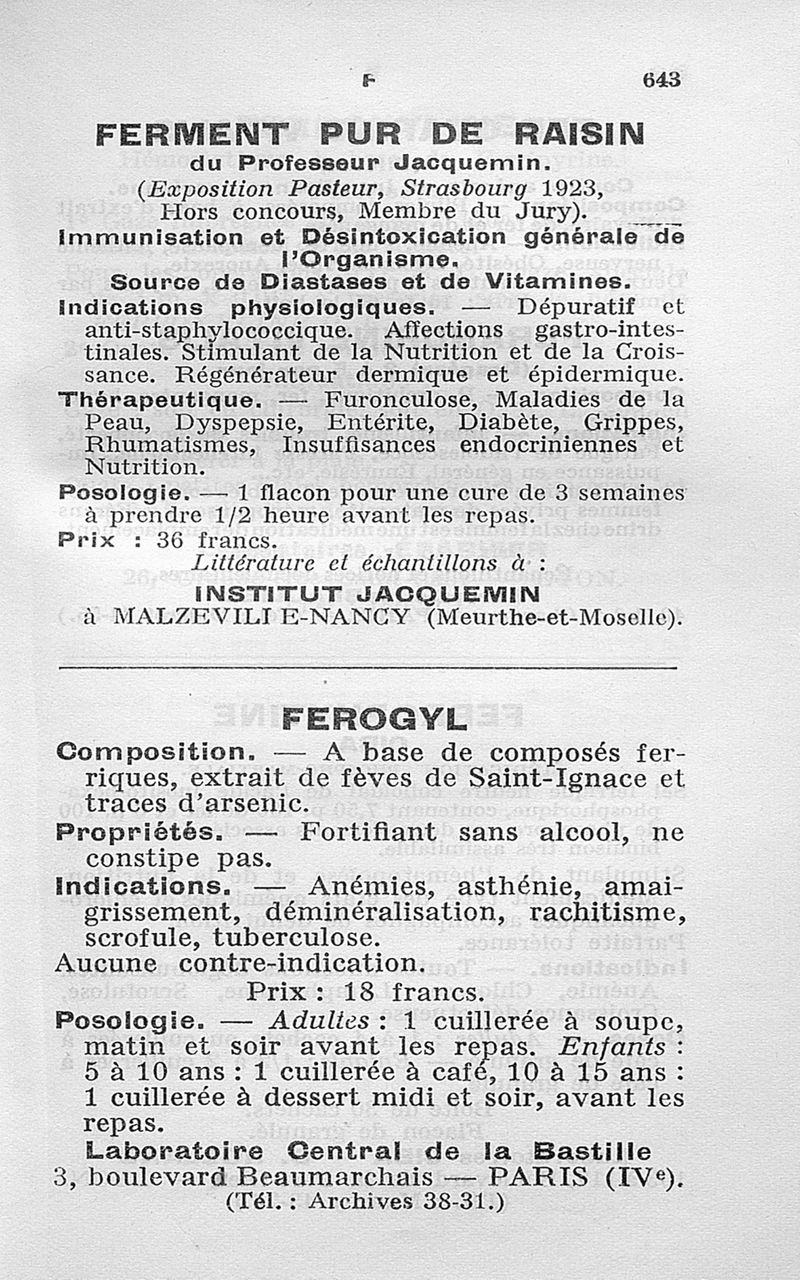 F 643
FERMENT PUR DE RAISIN
du Professeur Jacquemin.
(Exposition Pasteur, Strasbourg 1923,
Hors concours, Membre du Jury).
Immunisation et Désintoxication générale de
l'Organisme.
Source de Diastases et de Vitamines.
Indications physiologiques. — Dépuratif et
anti-staphylococcique. Affections gastro-intes-
tinales. Stimulant de la Nutrition et de la Crois-
sance. Régénérateur dermique et épidermique.
Thérapeutique. — Furonculose, Maladies de la
Peau, Dyspepsie, Entérite, Diabète, Grippes,
Rhumatismes, Insuffisances endocriniennes et
Nutrition.
Posologie. — 1 flacon pour une cure de 3 semaines
à prendre 1/2 heure avant les repas.
Prix : 36 francs.
Littérature et échantillons à :
INSTITUT JACQUEMIN
à MALZEVILI E-NANCY (Meurthe-et-Moselle).
FEROGYL
Composition. — A base de composés fer-
riques, extrait de fèves de Saint-Ignace et
traces d'arsenic.
Propriétés. — Fortifiant sans alcool, ne
constipe pas.
Indications. — Anémies, asthénie, amai-
grissement, déminéralisation, rachitisme,
scrofule, tuberculose.
Aucune contre-indication.
Prix : 18 francs.
Posologie. — Adultes : 1 cuillerée à soupe,
matin et soir avant les repas. Enfants :
5 à 10 ans : 1 cuillerée à café, 10 à 15 ans :
1 cuillerée à dessert midi et soir, avant les
repas.
Laboratoire Central de la Bastille
3, boulevard Beaumarchais — PARIS (IVe).
(Tél. : Archives 38-31.)